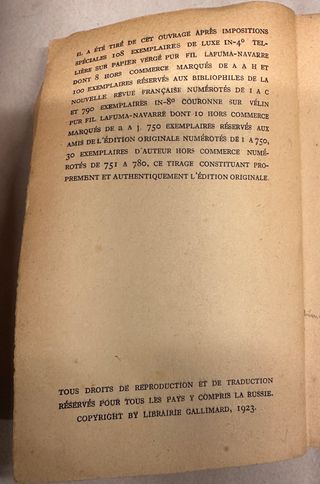 IL A ÉTÉ TIRÉ DE CET OUVRAGE APRÈS IMPOSITIONS
SPÉCIALES 108 EXEMPLAIRES DE LUXE IN-4º TEL-
LIÈRE SUR PAPIER VERGÉ PUR FIL LAFUMA-NAVARRE
DONT 8 HORS COMMERCE MARQUÉS DE A A H ET
100 EXEMPLAIRES RÉSERVÉS AUX BIBLIOPHILES DE LA
NOUVELLE REVUE FRANÇAISE NUMÉROTÉS DE I A C
ET 790 EXEMPLAIRES IN-8º COURONNE SUR VÉLIN
PUR FIL LAFUMA-NAVARRE DONT 10 HORS COMMERCE
MARQUÉS DE a A j. 750 EXEMPLAIRES RÉSERVÉS AUX
AMIS DE L'ÉDITION ORIGINALE NUMÉROTÉS DE 1 A 750,
30 EXEMPLAIRES D'AUTEUR HORS COMMERCE NUMÉ-
ROTÉS DE 751 A 780, CE TIRAGE CONSTITUANT PRO-
PREMENT ET AUTHENTIQUEMENT L'ÉDITION ORIGINALE.
TOUS DROITS DE REPRODUCTION ET DE TRADUCTION
RÉSERVÉS POUR TOUS LES PAYS Y COMPRIS LA RUSSIE.
COPYRIGHT BY LIBRAIRIE GALLIMARD, 1923.